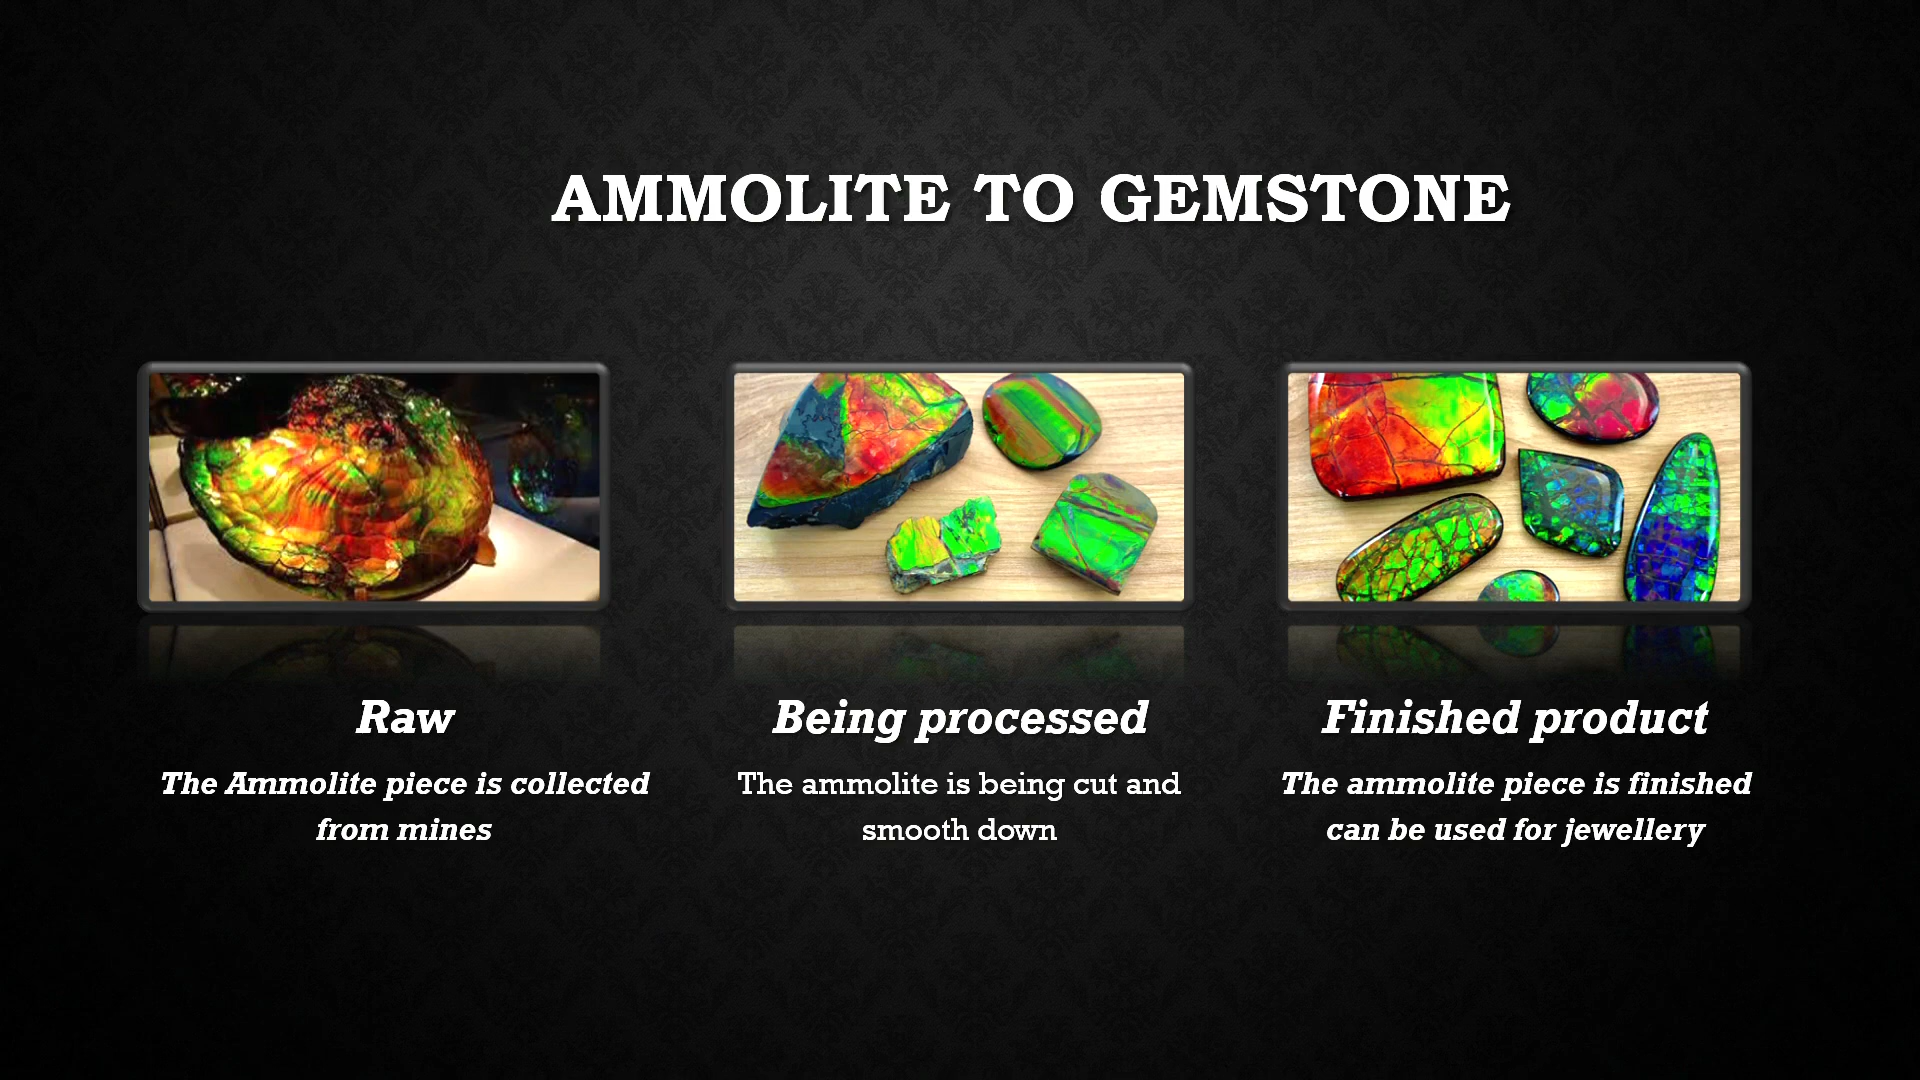 AMMOLITE TO GEMSTONE
Raw
The Ammolite piece is collected
from mines
Being processed
The ammolite is being cut and
smooth down
Finished product
The ammolite piece is finished
can be used for jewellery